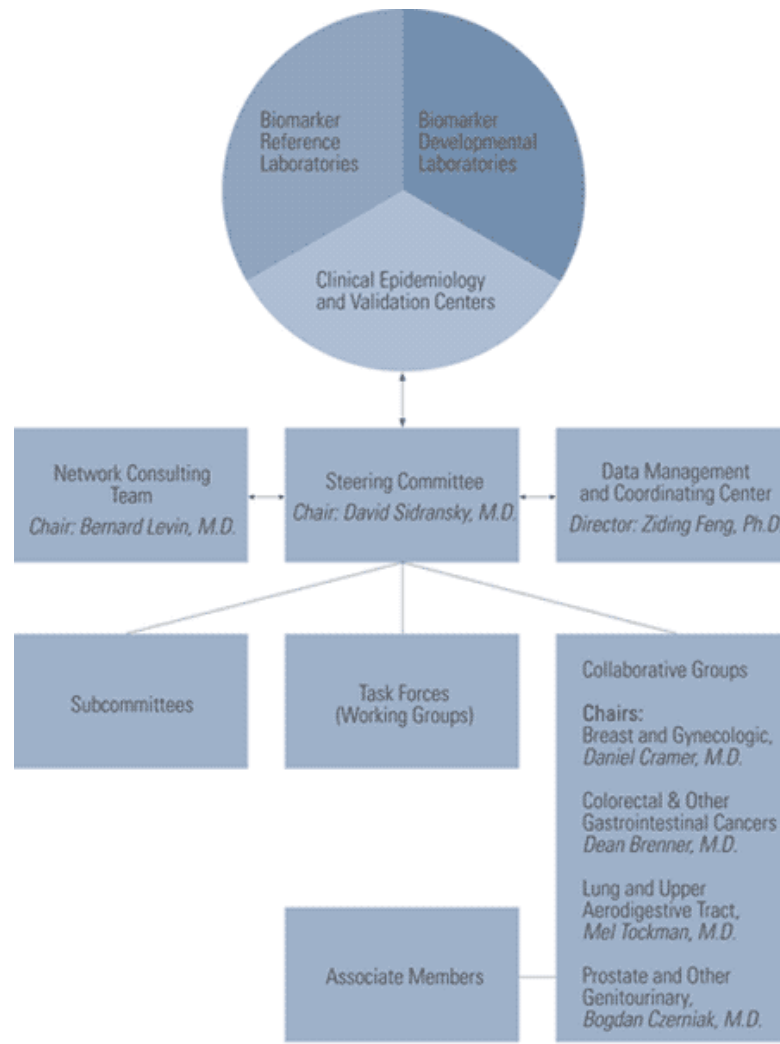 Biomarker
Reference
Laboratories
Biomarker
Developmental
Laboratories
Clinical Epidemiology
and Validation Centers
Network Consulting
Team
Chair: Bernard Levin, M.D.
Steering Committee
Chair: David Sidransky, M.D.
Data Management
and Coordinating Center
Director: Ziding Feng, Ph.D
Subcommittees
Task Forces
(Working Groups)
Collaborative Groups
Chairs:
Breast and Gynecologic,
Daniel Cramer, M.D.
Colorectal & Other
Gastrointestinal Cancers
Dean Brenner, M.D.
Lung and Upper
Aerodigestive Tract,
Mel Tockman, M.D.
Prostate and Other
Genitourinary,
Bogdan Czerniak, M.D.
Associate Members